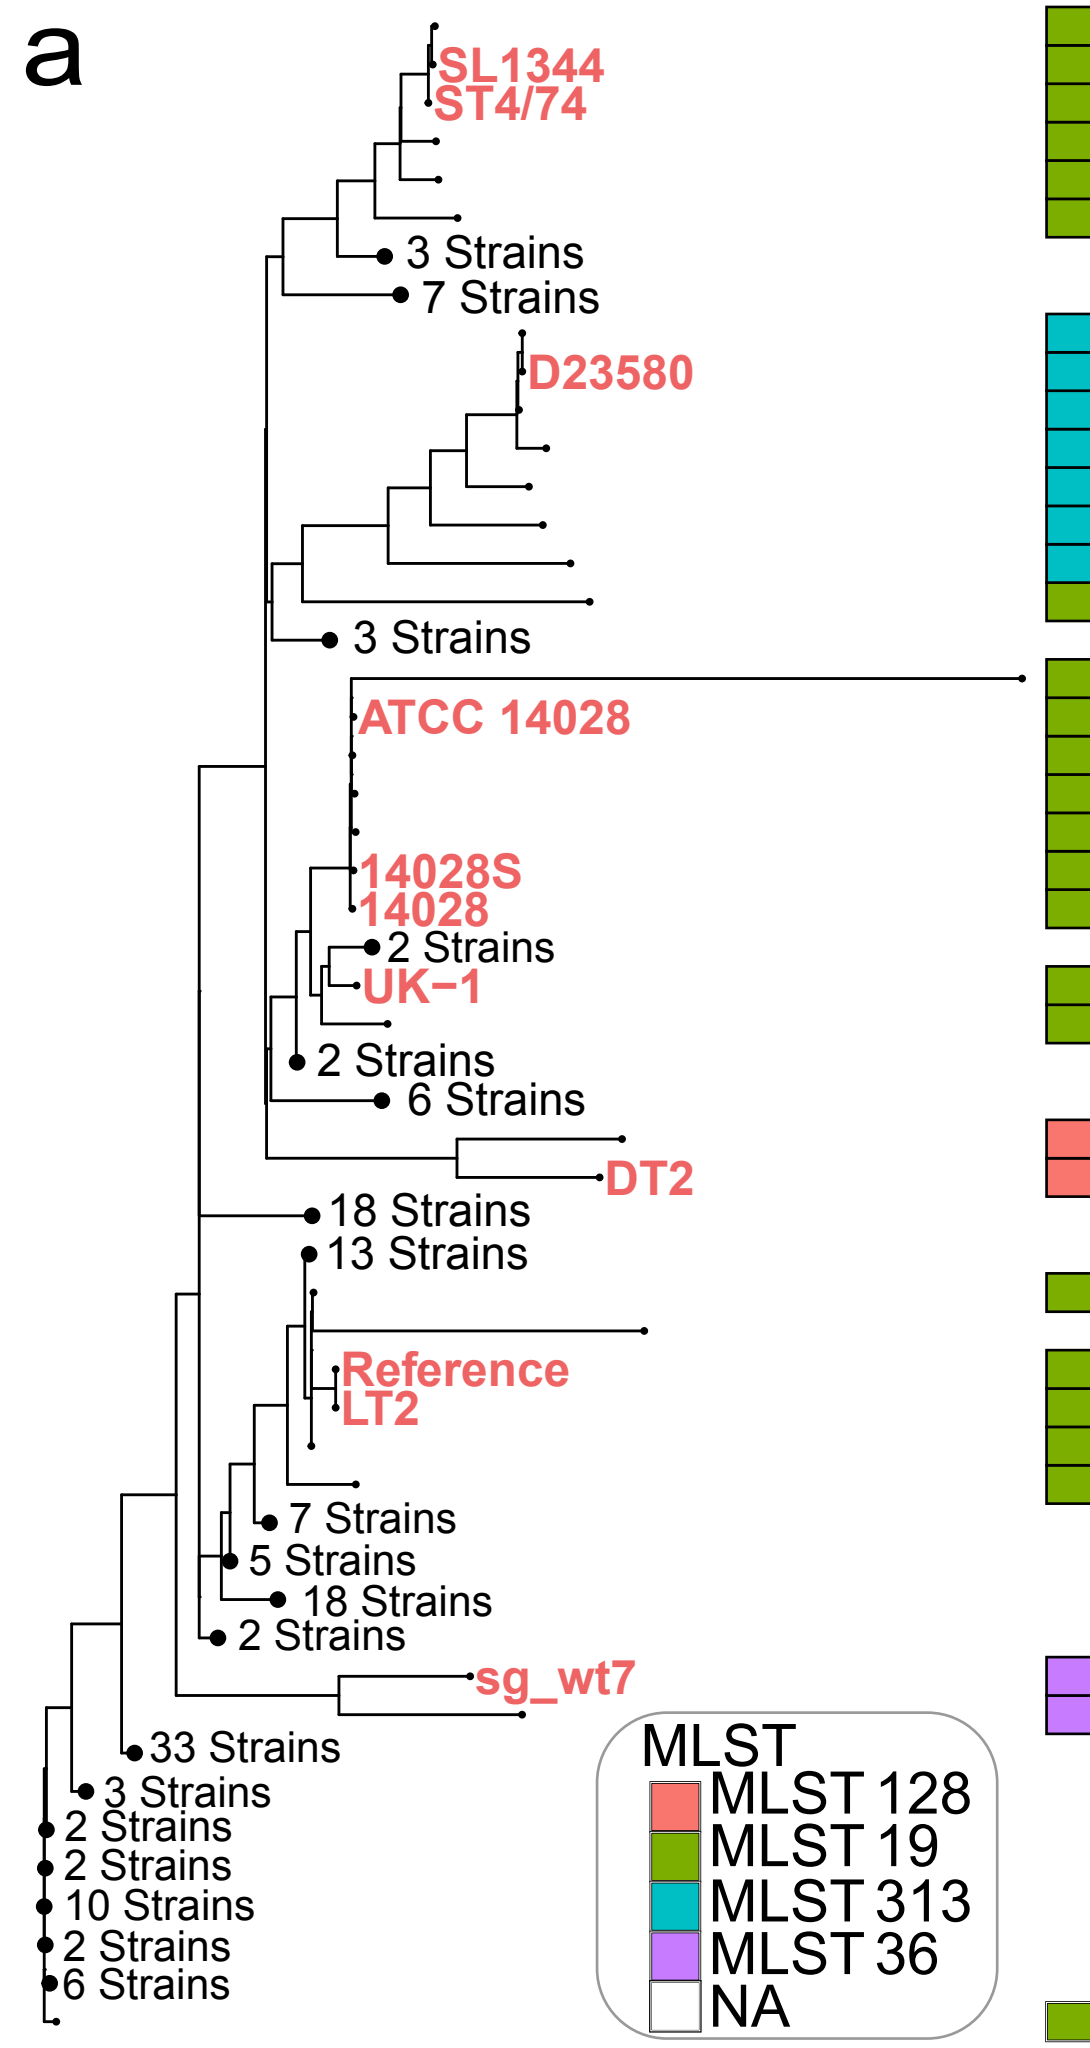 a
SL1344
ST4/74
3 Strains
7 Strains
D23580
3 Strains
ATCC 14028
14028S
14028
2 Strains
UK−1
2 Strains
6 Strains
DT2
18 Strains
13 Strains
Reference
LT2
7 Strains
5 Strains
18 Strains
2 Strains
sg_wt7
33 Strains
3 Strains
2 Strains
2 Strains
10 Strains
2 Strains
6 Strains
MLST
MLST 128
MLST 19
MLST 313
MLST 36
NA